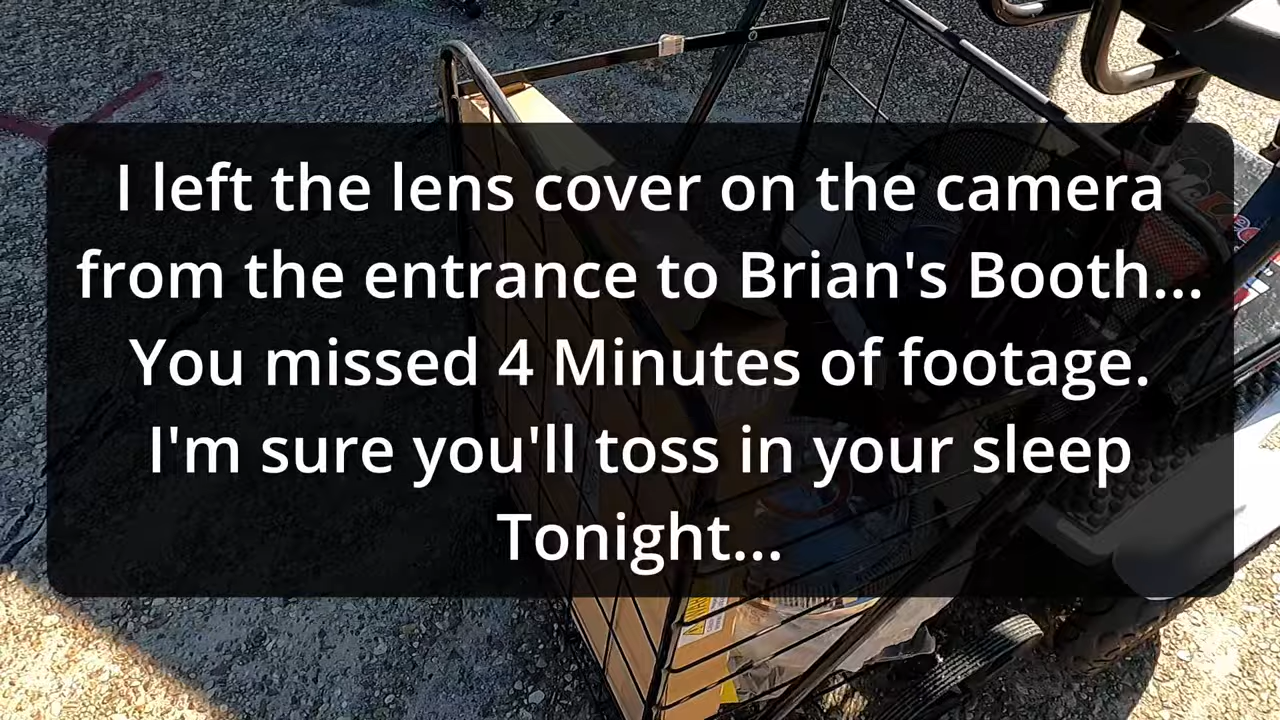 I left the lens cover on the camera
from the entrance to Brian's Booth...
You missed 4 Minutes of footage.
I'm sure you'll toss in your sleep
Tonight...